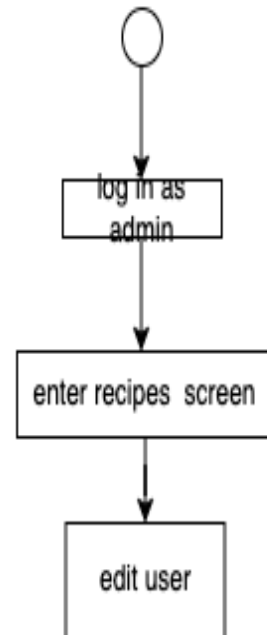 log in as
admin
enter recipes screen
edit user